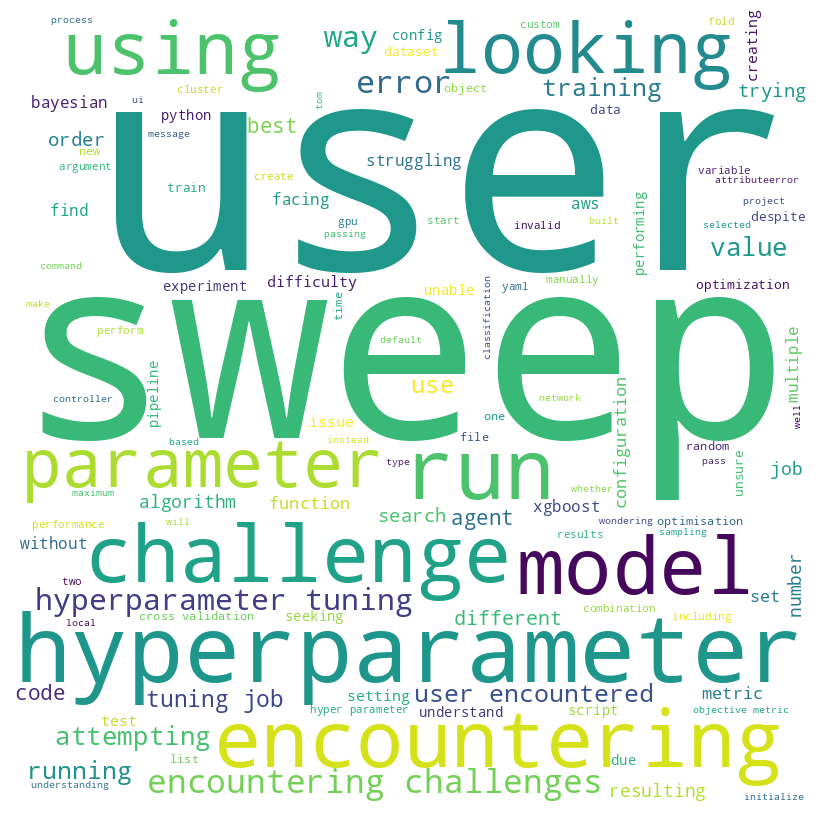 process
using
way
config
looking
custom
fold
creating
dataset
error
cluster
object
training
trying
bayesian
ui
python
tom
best
data
order
message
user
struggling
variable
new
argument
train
create
facing
aws
attributeerror
find
gpu
start
invalid
built
selected
project
despite
passing
performing
value
command
experiment
difficulty
unable
yaml
manually
optimization
make
time
sweep
classification
perform
default
multiple
controller
pipeline
use
one
network
well
issue
configuration
based
instead
file
random
parameter
type
run
pass
unsure
job
maximum
whether
algorithm
function
xgboost
search
agent
performance
will
wondering
optimisation
without
challenge
results
sampling
model
two
hyperparameter tuning
set
number
local
cross validation
seeking
different
combination
including
hyperparameter
code
tuning job
setting
user encountered
metric
hyper parameter
understand
script
objective metric
test
attempting
encountering
list
due
running
understanding
encountering challenges
resulting
initialize